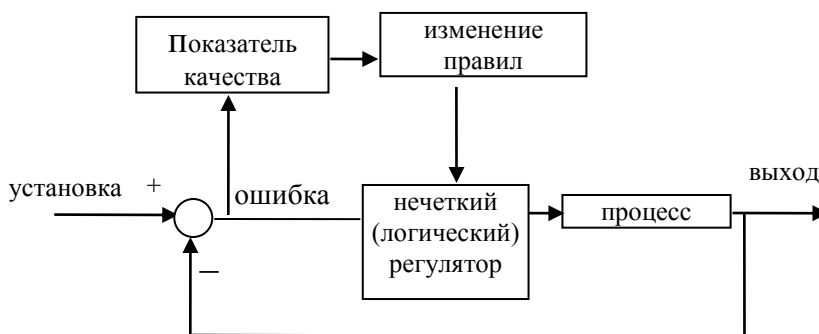 Показатель
качества
изменение
правил
установка
+
ошибка
–
нечеткий
(логический)
регулятор
процесс
выход